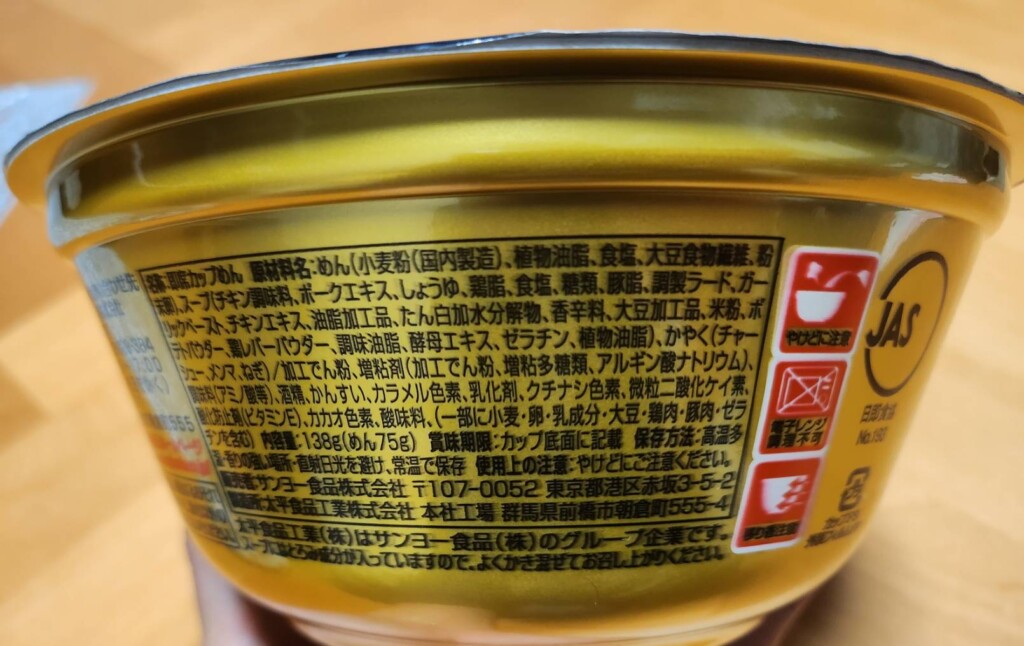 名称：即席カップめん 原材料名：めん（小麦粉（国内製造）、植物油脂、食塩、大豆食物繊維、粉
末卵）、スープ（チキン調味料、ポークエキス、しょうゆ、鶏脂、食塩、糖類、豚脂、調製ラード、ガー
リックペースト、チキンエキス、油脂加工品、たん白加水分解物、香辛料、大豆加工品、米粉、ポ
テトパウダー、鶏レバーパウダー、調味油脂、酵母エキス、ゼラチン、植物油脂）、かやく（チャー
シュー、メンマ、ねぎ）／加工でん粉、増粘剤（加工でん粉、増粘多糖類、アルギン酸ナトリウム）、
調味料（アミノ酸等）、酒精、かんすい、カラメル色素、乳化剤、クチナシ色素、微粒二酸化ケイ素、
酸化防止剤（ビタミンE）、カカオ色素、酸味料、（一部に小麦・卵・乳成分・大豆・鶏肉・豚肉・ゼラ
チンを含む） 内容量：138g（めん75g） 賞味期限：カップ底面に記載 保存方法：高温多
湿・香りの強い場所・直射日光を避け、常温で保存 使用上の注意：やけどにご注意ください。
販売者 サンヨー食品株式会社 〒107-0052 東京都港区赤坂3-5-2
製造所 太平食品工業株式会社 本社工場 群馬県前橋市朝倉町555-4
太平食品工業（株）はサンヨー食品（株）のグループ企業です。
スープにはとろみ成分が入っていますので、よくかき混ぜてお召し上がりください。
やけどに注意
電子レンジ
調理不可
移り香注意
JAS